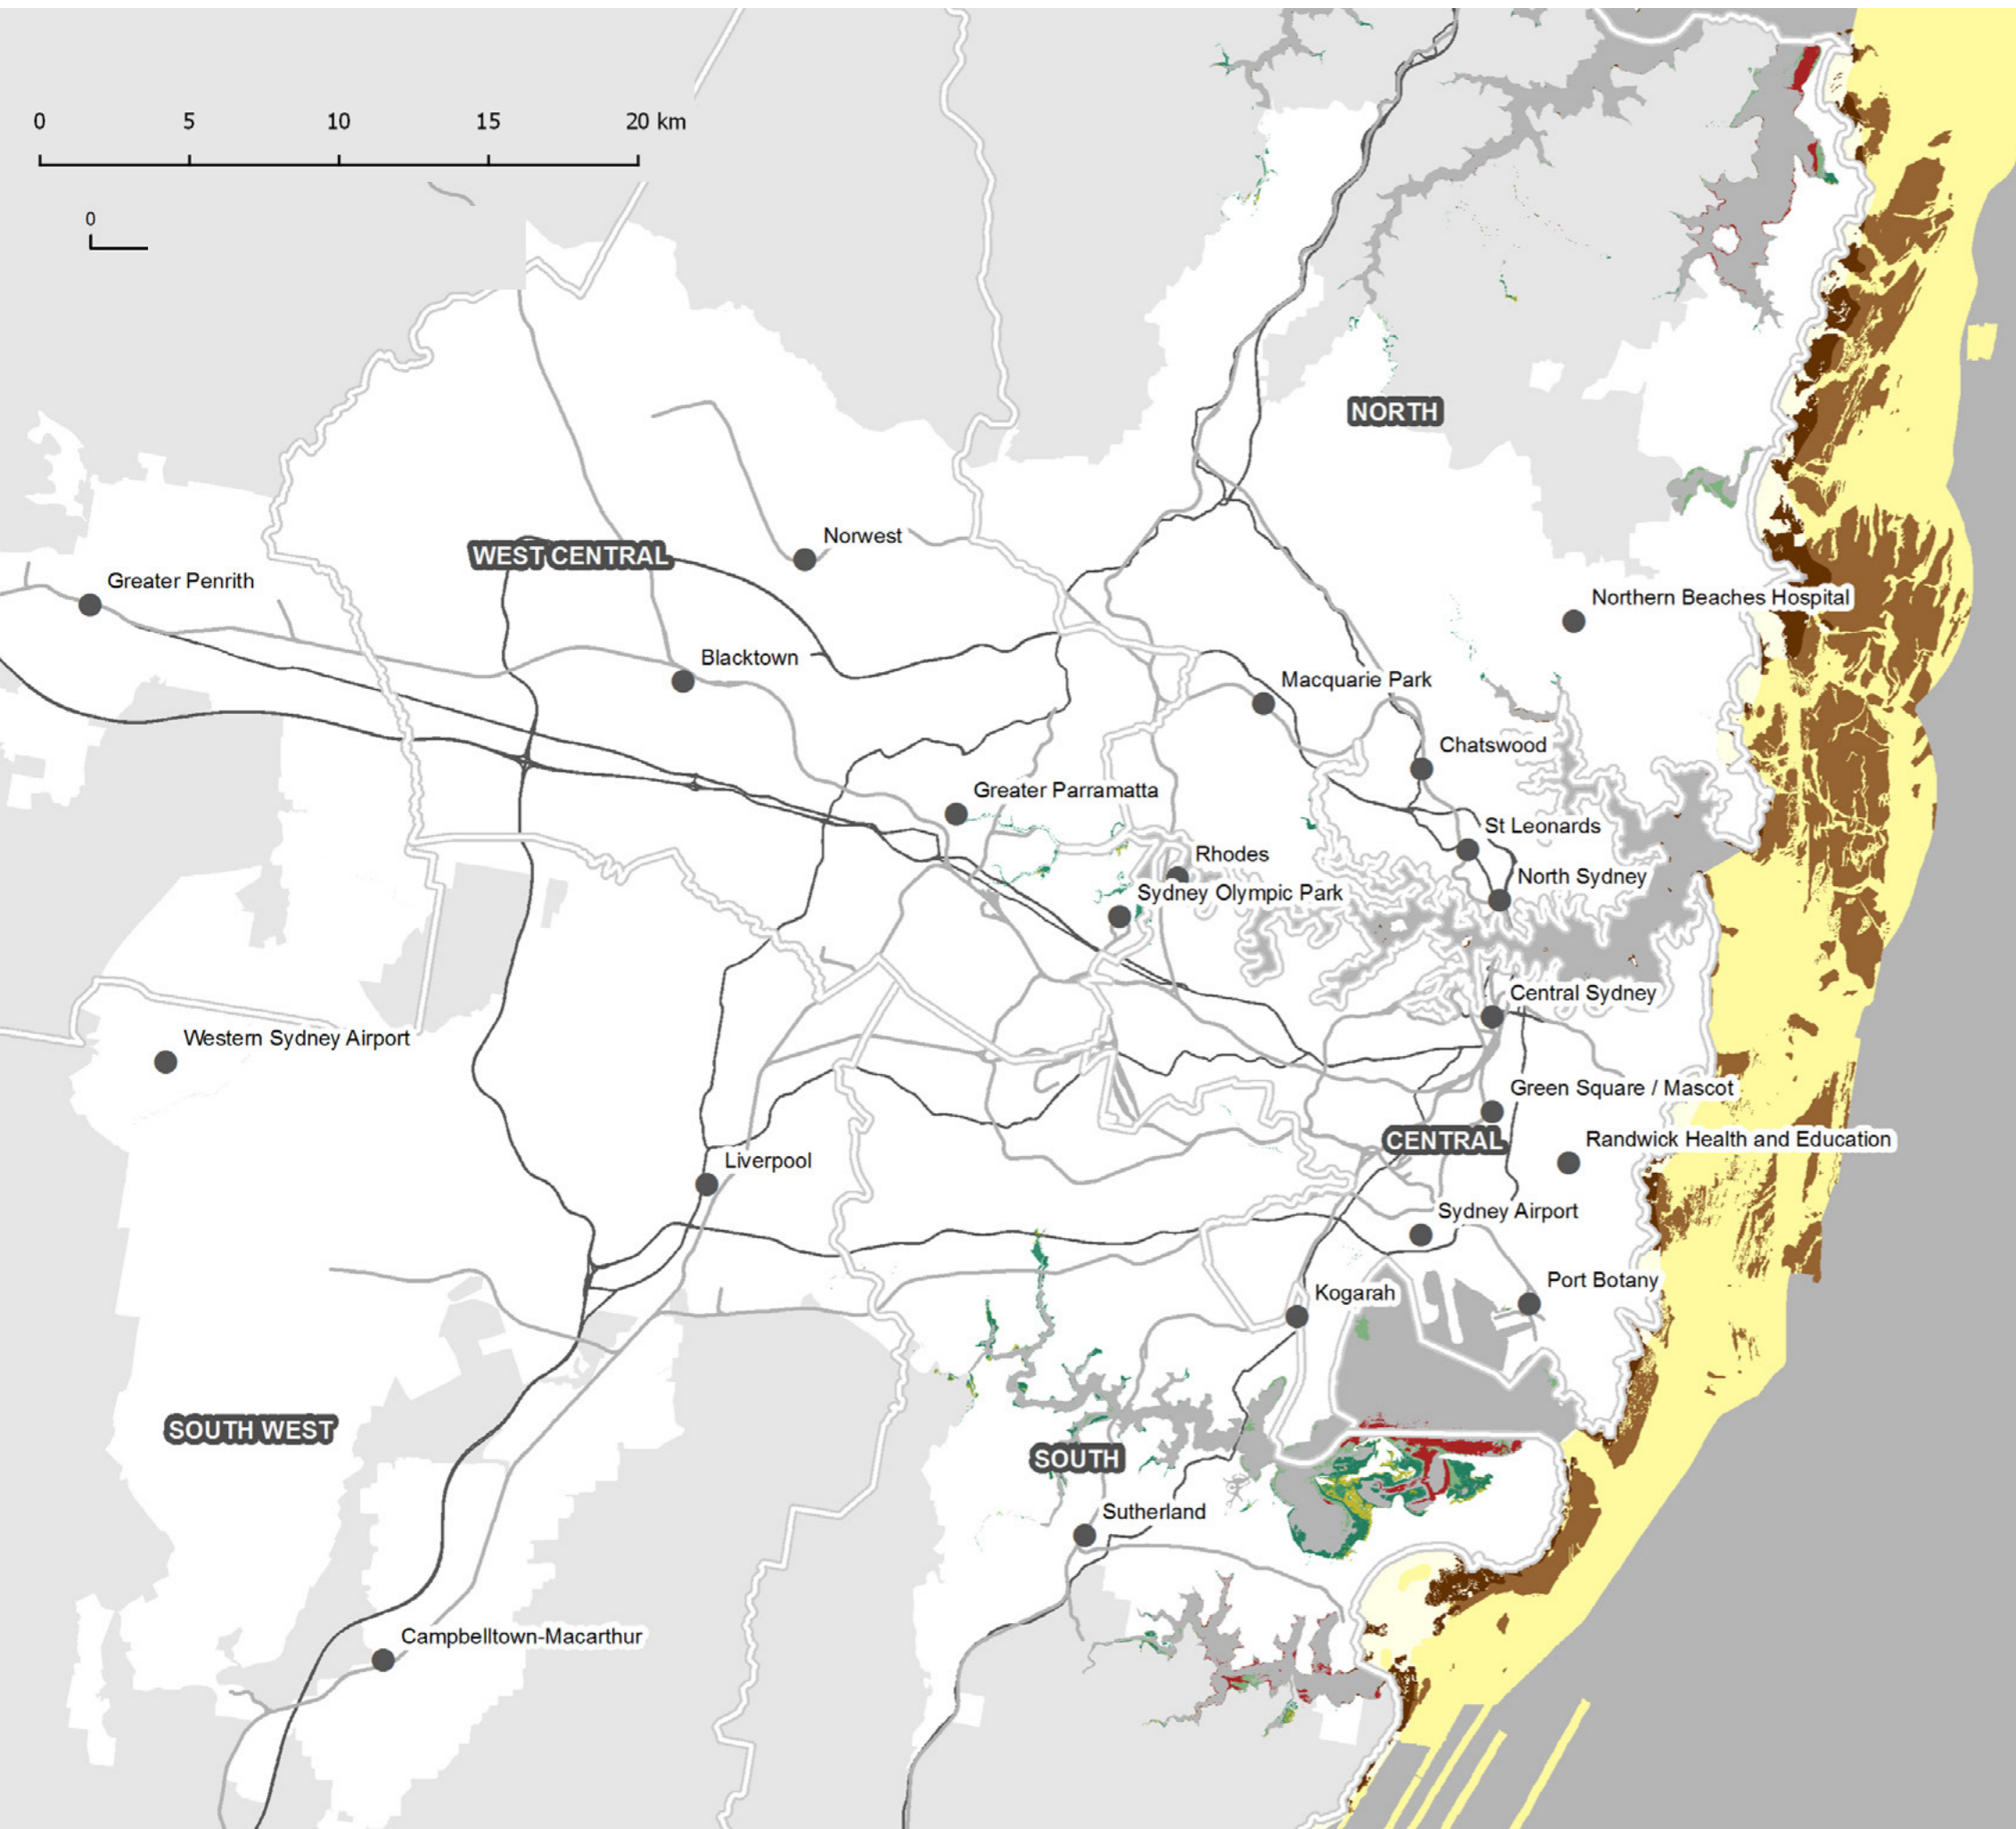 0 5 10 15 20 km
0
NORTH
Norwest
WEST CENTRAL
Greater Penrith
Northern Beaches Hospital
Blacktown
Macquarie Park
Chatswood
Greater Parramatta
St Leonards
Rhodes
North Sydney
Sydney Olympic Park
Central Sydney
Western Sydney Airport
Green Square / Mascot
CENTRAL
Randwick Health and Education
Liverpool
Sydney Airport
Port Botany
Kogarah
SOUTH WEST
SOUTH
Sutherland
Campbelltown-Macarthur